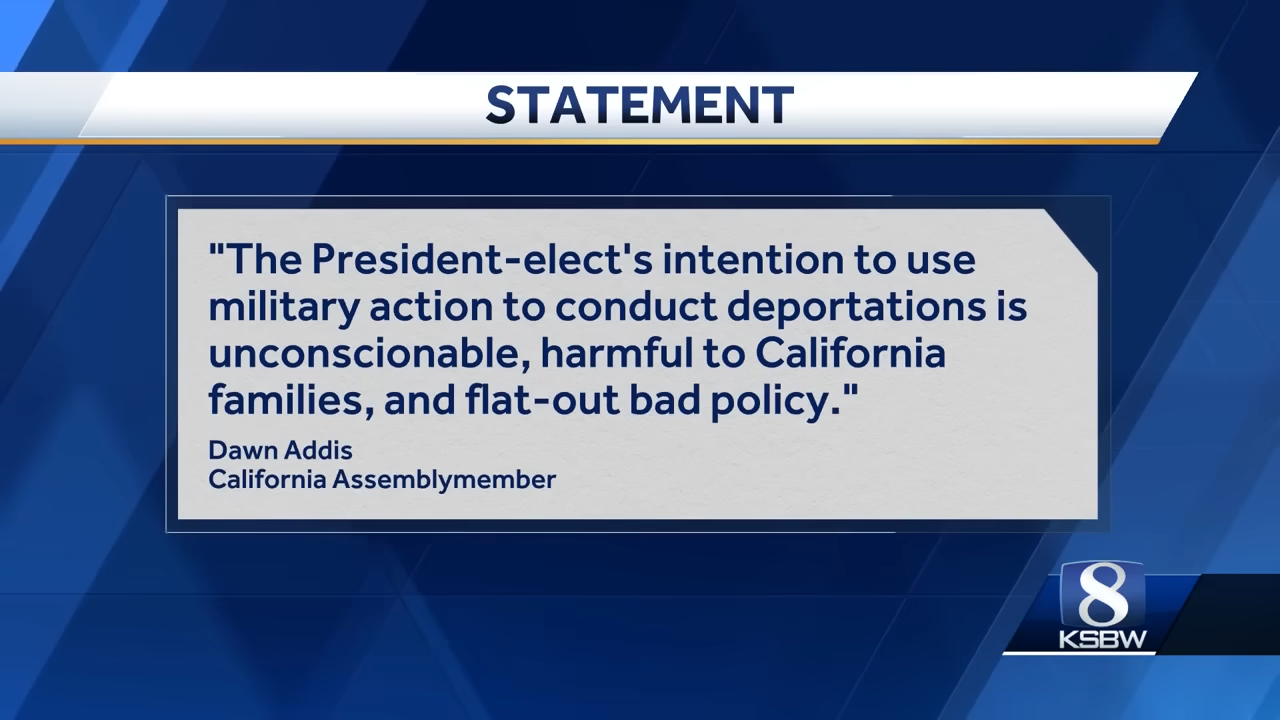 STATEMENT
"The President-elect's intention to use
military action to conduct deportations is
unconscionable, harmful to California
families, and flat-out bad policy."
Dawn Addis
California Assemblymember
8
KSBW